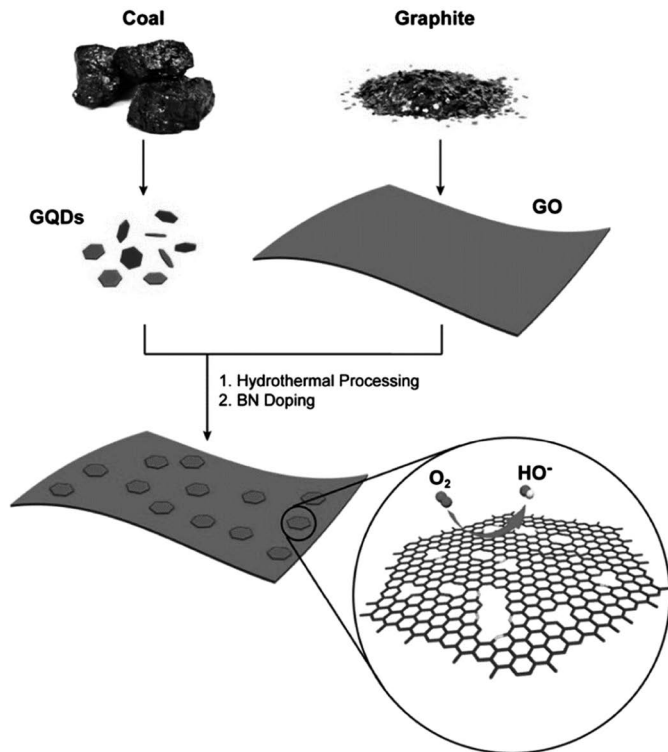 Coal
Graphite
GQDs
GO
1. Hydrothermal Processing
2. BN Doping
O₂
HO⁻